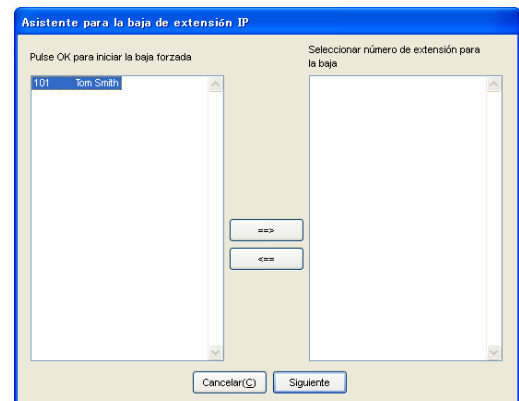 Asistente para la baja de extensión IP
Pulse OK para iniciar la baja forzada
Seleccionar número de extensión para
la baja
101 Tom Smith
==>
<==
Cancelar(C)
Siguiente